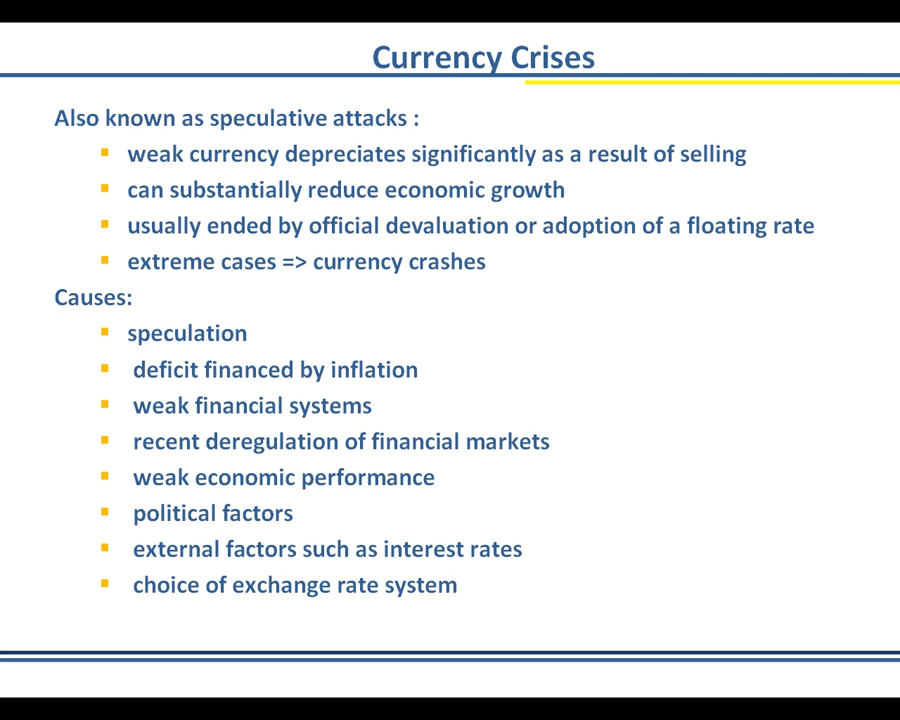 Currency Crises
Also known as speculative attacks :
▪ weak currency depreciates significantly as a result of selling
▪ can substantially reduce economic growth
▪ usually ended by official devaluation or adoption of a floating rate
▪ extreme cases => currency crashes
Causes:
▪ speculation
▪ deficit financed by inflation
▪ weak financial systems
▪ recent deregulation of financial markets
▪ weak economic performance
▪ political factors
▪ external factors such as interest rates
▪ choice of exchange rate system